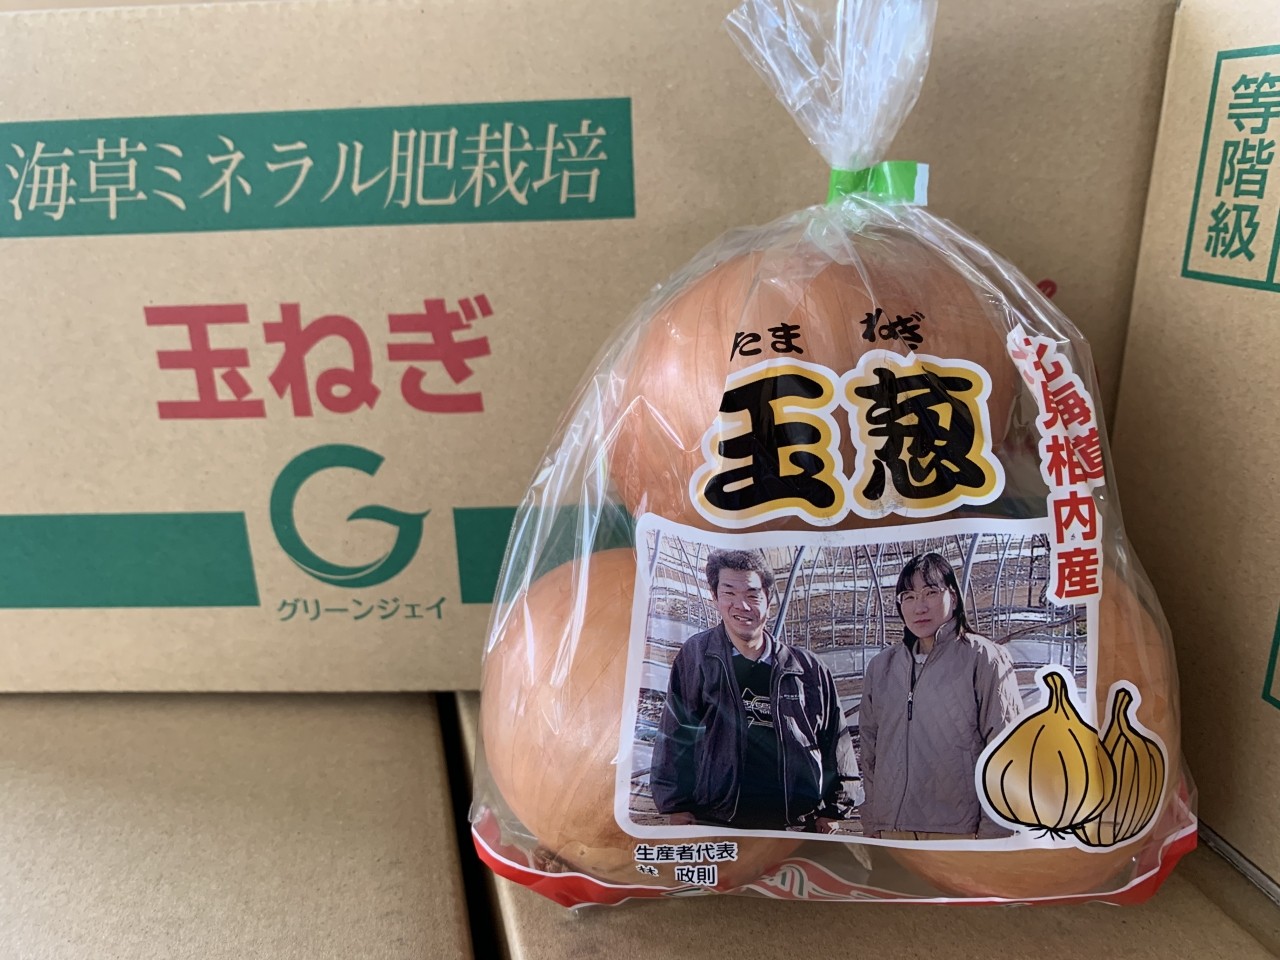 海草ミネラル肥栽培
玉ねぎ
グリーンジェイ
等階級
たま ねぎ
玉葱
北海道相内産
生産者代表
林 政則